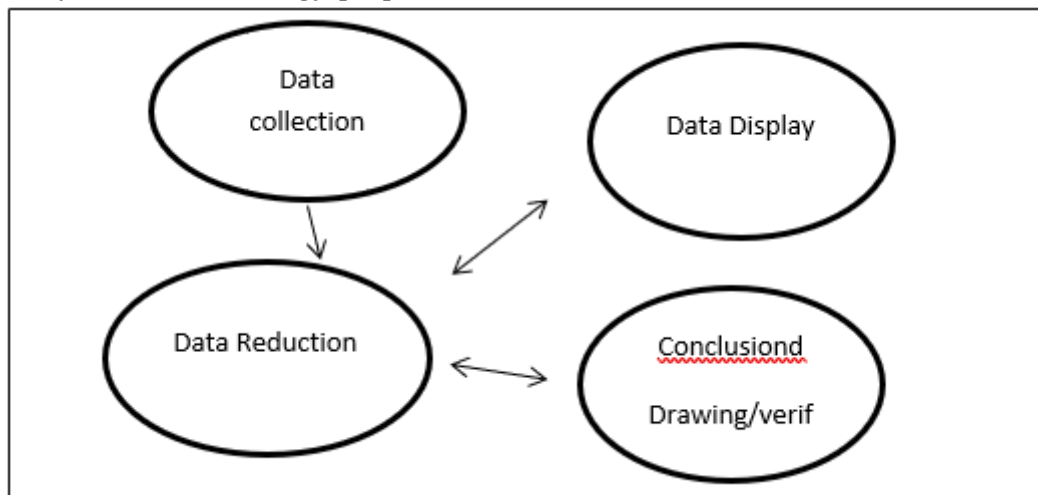 Data
collection
Data Display
Data Reduction
Conclusiond
Drawing/verif